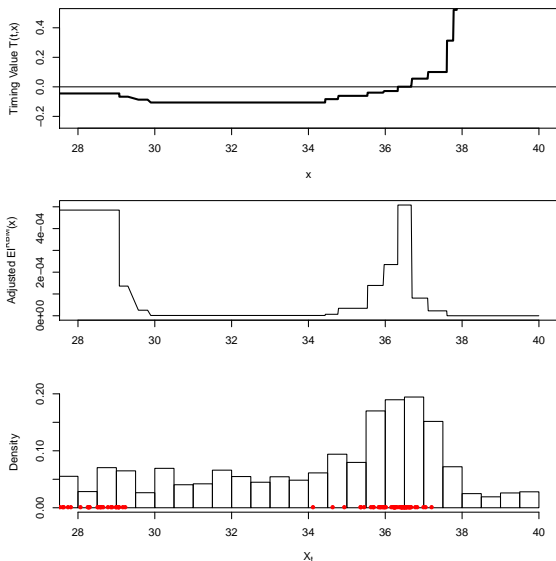 Timing Value T(t,x)
0.4
0.2
0.0
−0.2
28 30 32 34 36 38 40
x
Adjusted EI^now(x)
4e−04
2e−04
0e+00
28 30 32 34 36 38 40
Density
0.20
0.10
0.00
28 30 32 34 36 38 40
X_t